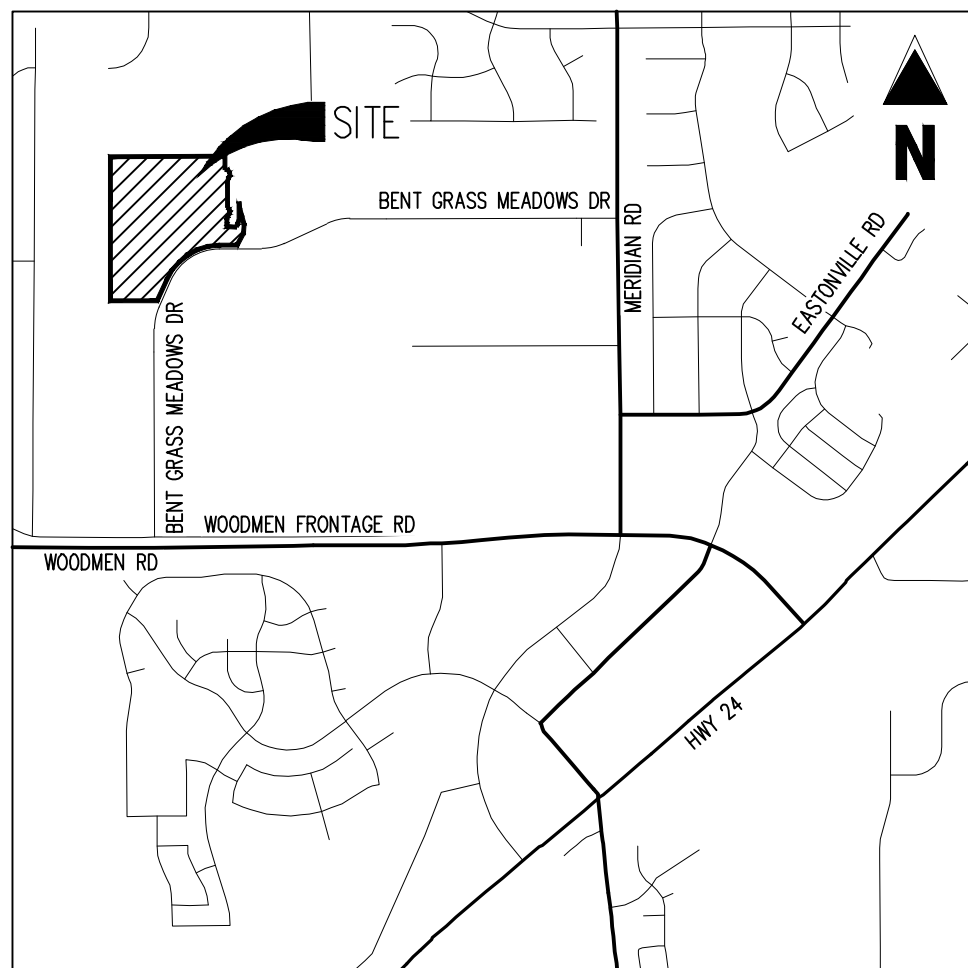 SITE
N
BENT GRASS MEADOWS DR
MERIDIAN RD
EASTONVILLE RD
BENT GRASS MEADOWS DR
WOODMEN FRONTAGE RD
WOODMEN RD
HWY 24